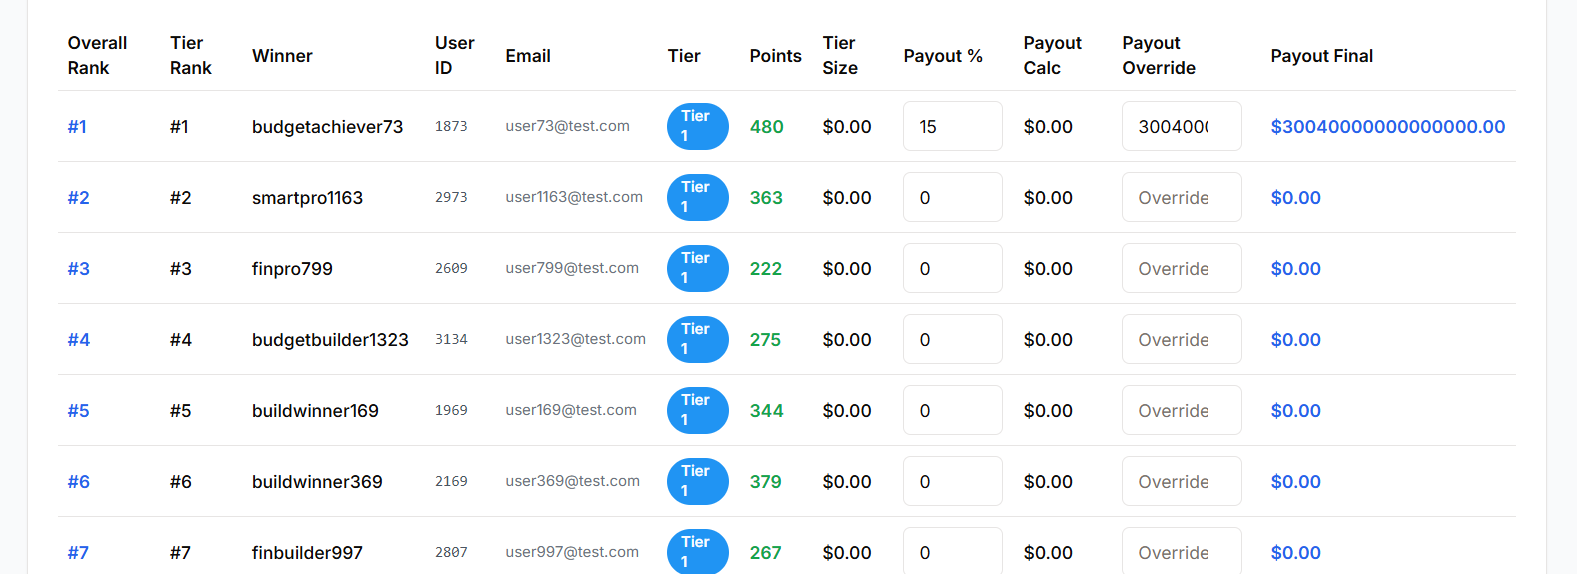 Overall Rank Tier Rank Winner User ID Email Tier Points Tier Size Payout % Payout Calc Payout Override Payout Final
#1 #1 budgetachiever73 1873 user73@test.com Tier 1 480 $0.00 15 $0.00 300400 $30040000000000000.00
#2 #2 smartpro1163 2973 user1163@test.com Tier 1 363 $0.00 0 $0.00 Override $0.00
#3 #3 finpro799 2609 user799@test.com Tier 1 222 $0.00 0 $0.00 Override $0.00
#4 #4 budgetbuilder1323 3134 user1323@test.com Tier 1 275 $0.00 0 $0.00 Override $0.00
#5 #5 buildwinner169 1969 user169@test.com Tier 1 344 $0.00 0 $0.00 Override $0.00
#6 #6 buildwinner369 2169 user369@test.com Tier 1 379 $0.00 0 $0.00 Override $0.00
#7 #7 finbuilder997 2807 user997@test.com Tier 1 267 $0.00 0 $0.00 Override $0.00